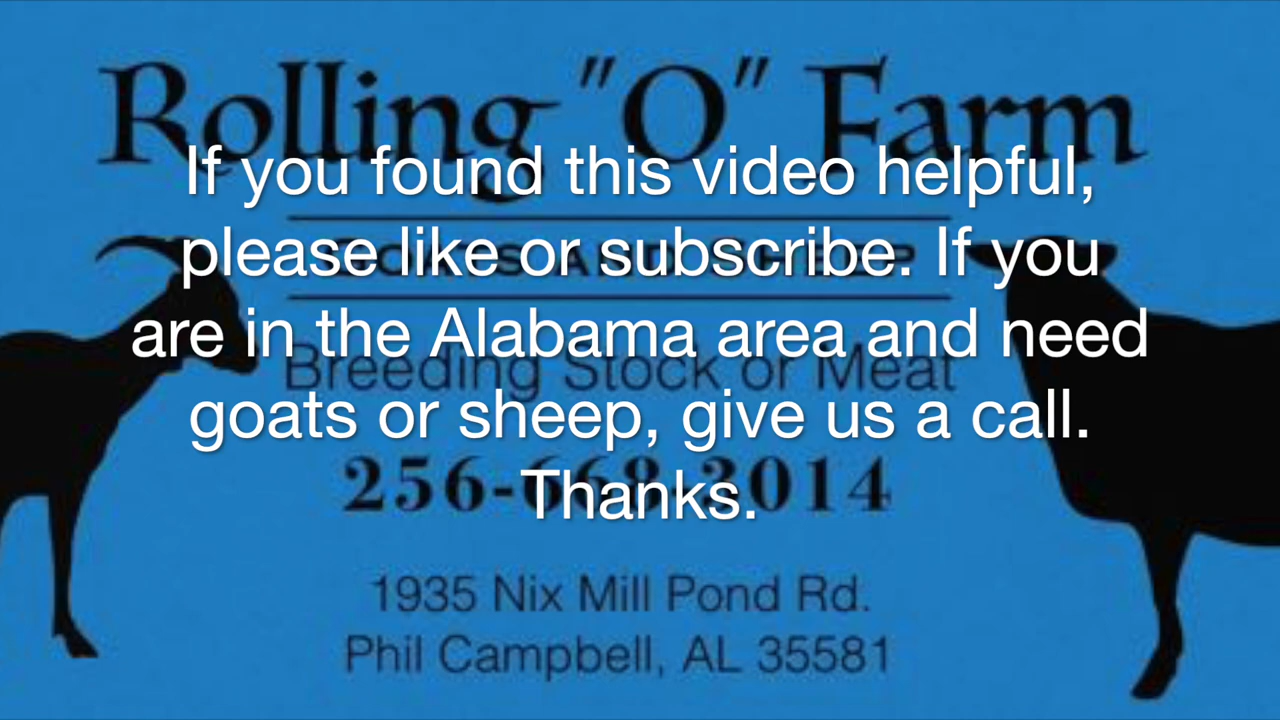 Rolling "O" Farm
If you found this video helpful,
please like or subscribe. If you
are in the Alabama area and need
Breeding Stock or Meat
goats or sheep, give us a call.
Thanks.
1935 Nix Mill Pond Rd.
Phil Campbell, AL 35581